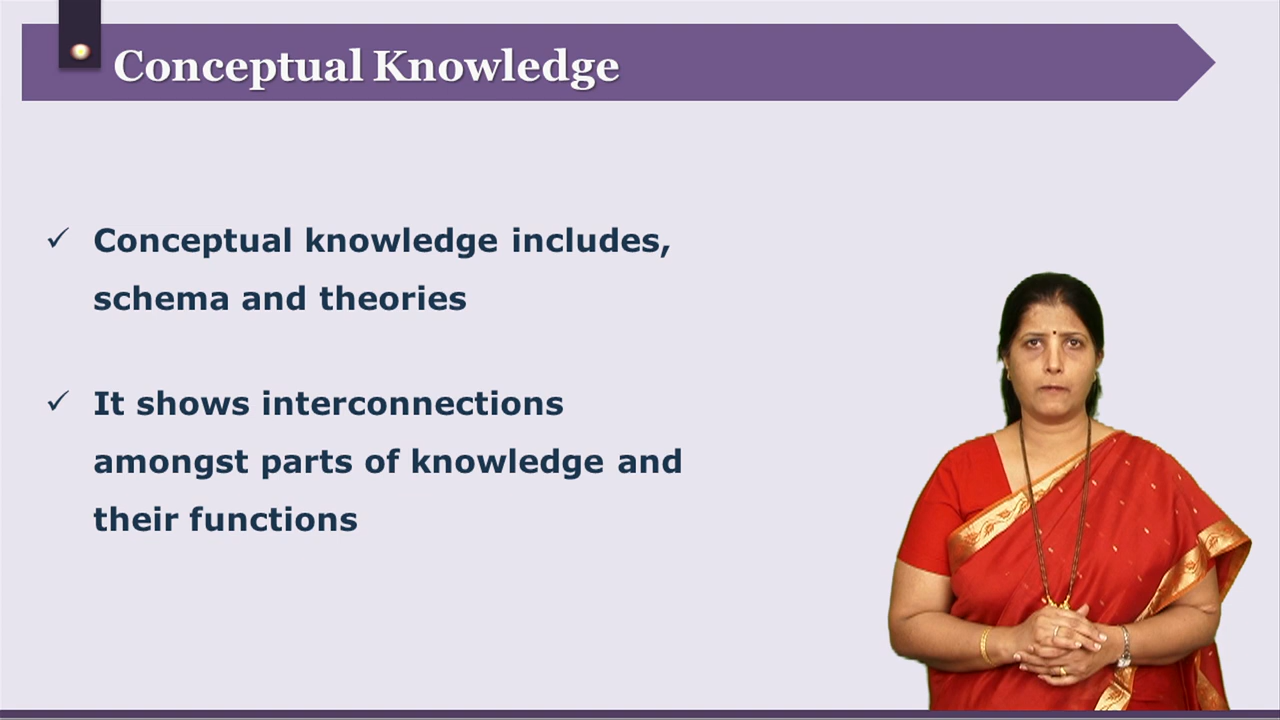 Conceptual Knowledge
✓ Conceptual knowledge includes,
schema and theories
✓ It shows interconnections
amongst parts of knowledge and
their functions